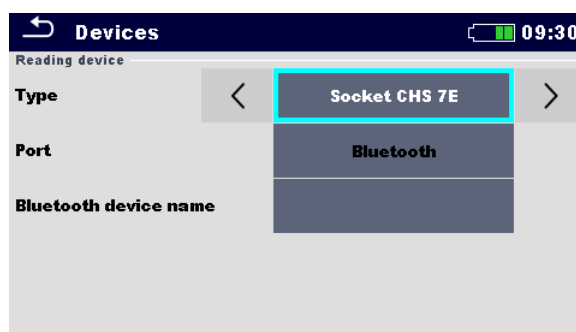 Devices 09:30
Reading device
Type Socket CHS 7E
Port Bluetooth
Bluetooth device name